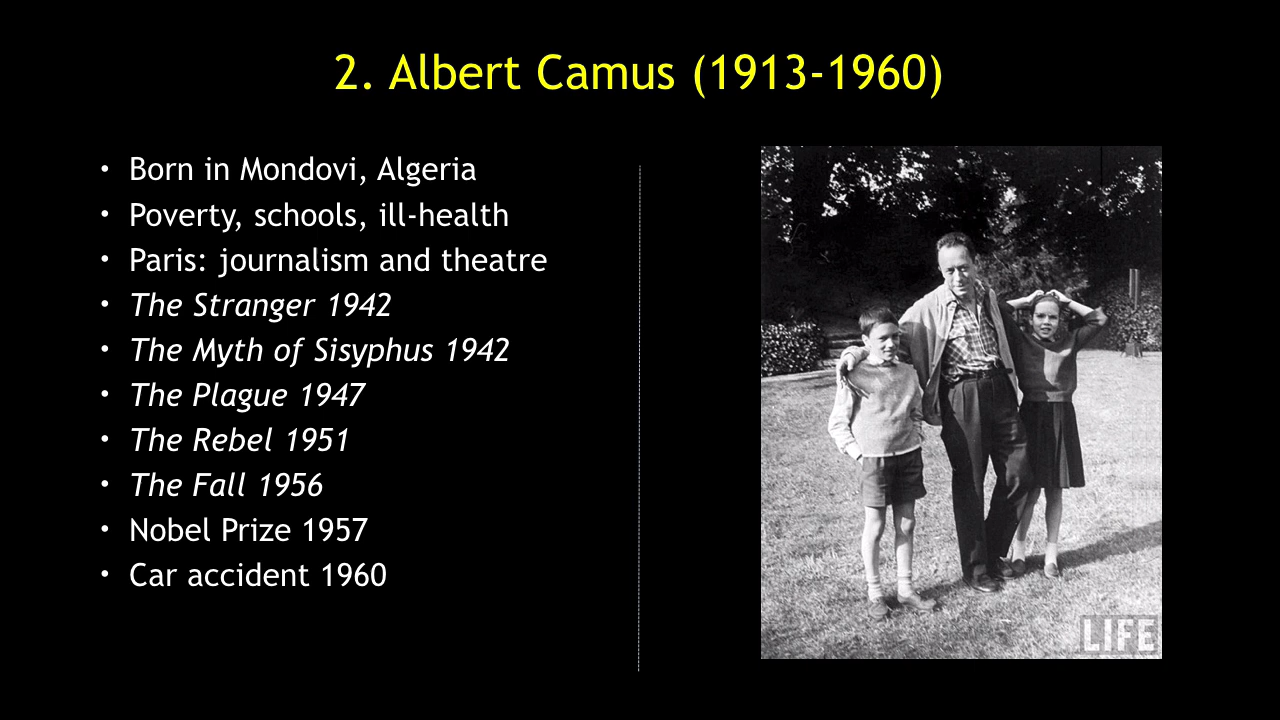 2. Albert Camus (1913-1960)
• Born in Mondovi, Algeria
• Poverty, schools, ill-health
• Paris: journalism and theatre
• The Stranger 1942
• The Myth of Sisyphus 1942
• The Plague 1947
• The Rebel 1951
• The Fall 1956
• Nobel Prize 1957
• Car accident 1960
LIFE